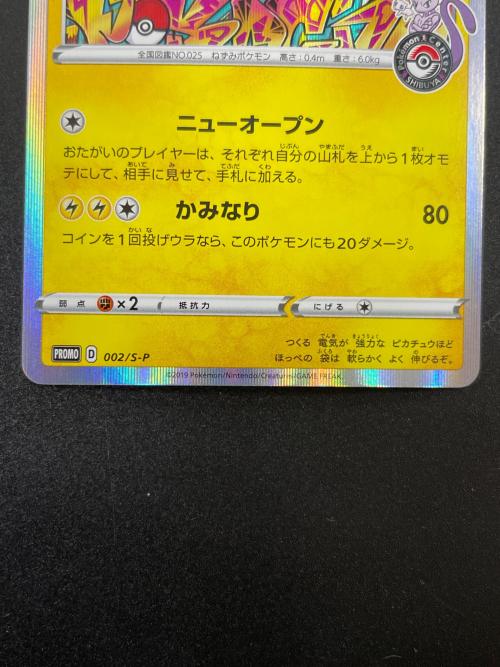 Pokémon Center
SHIBUYA
全国図鑑NO.025 ねずみポケモン 高さ:0.4m 重さ:6.0kg
ニューオープン
おたがいのプレイヤーは、それぞれ自分の山札を上から1枚オモ
テにして、相手に見せて、手札に加える。
かみなり 80
コインを1回投げウラなら、このポケモンにも20ダメージ。
弱点 ×2 抵抗力 にげる
つくる 電気が 強力な ピカチュウほど
ほっぺの 袋は 軟らかく よく 伸びるぞ。
PROMO D 002/S-P
©2019 Pokémon/Nintendo/Creatures/GAME FREAK.